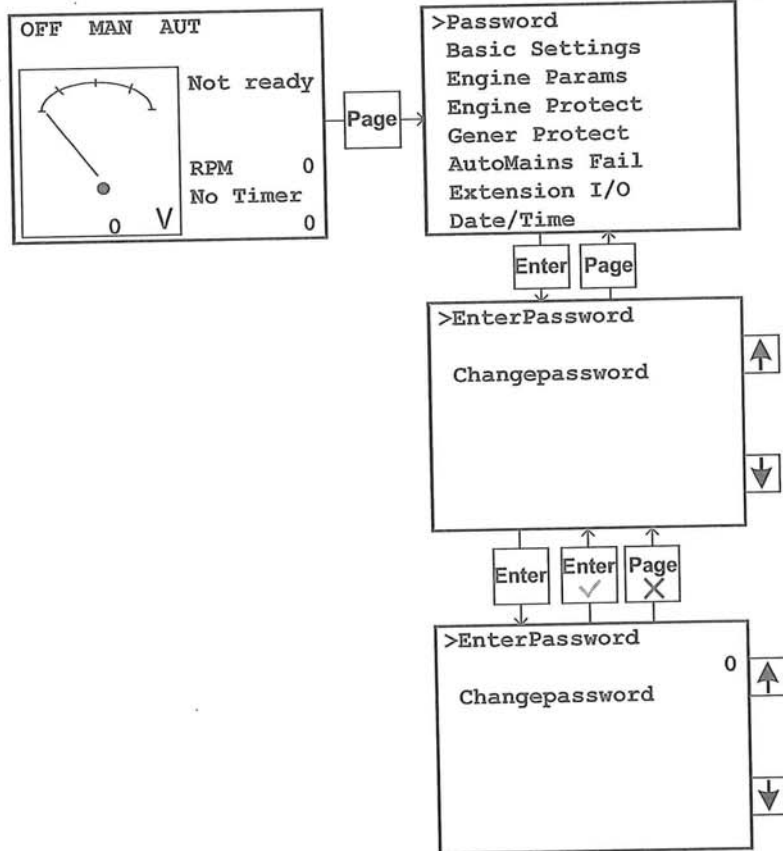 OFF MAN AUT
Not ready
RPM 0
No Timer
0 V 0
Page
>Password
Basic Settings
Engine Params
Engine Protect
Gener Protect
AutoMains Fail
Extension I/O
Date/Time
Enter Page
>EnterPassword
Changepassword
Enter Enter Page
>EnterPassword
0
Changepassword